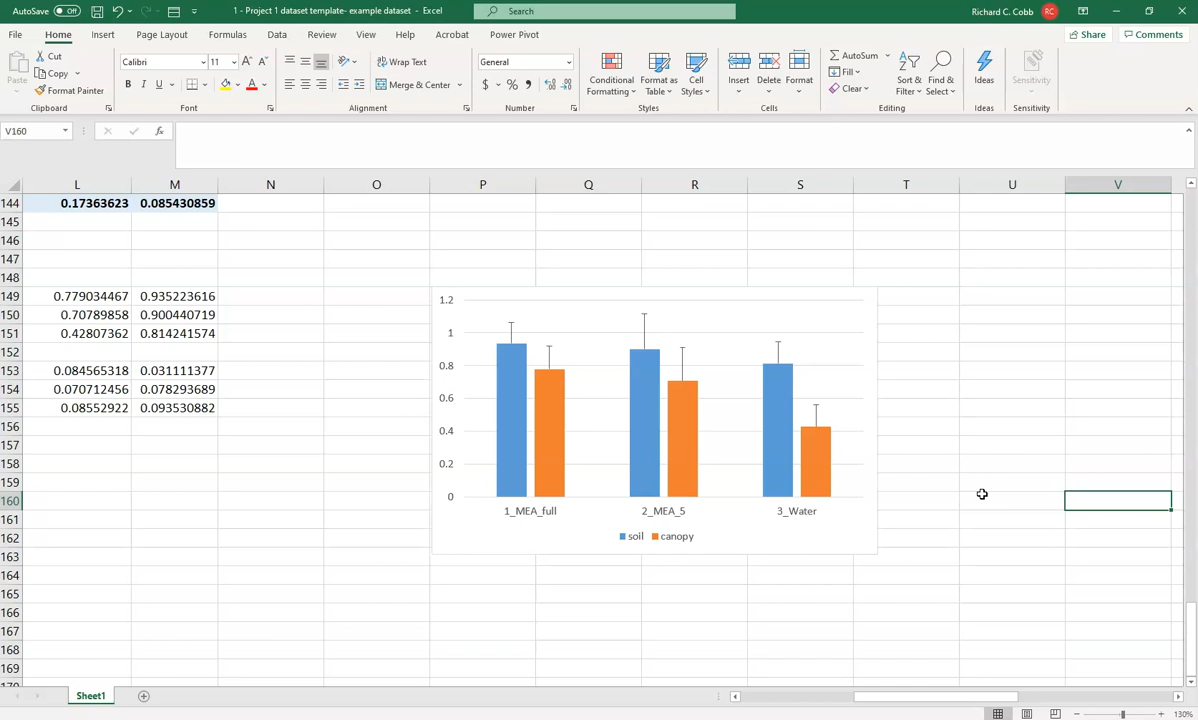 AutoSave Off 1 - Project 1 dataset template- example dataset - Excel Search Richard C. Cobb RC
File Home Insert Page Layout Formulas Data Review View Help Acrobat Power Pivot Share Comments
Paste Cut Copy Format Painter
Calibri 11 A A B I U A
Wrap Text Merge & Center
General $ % ,
Conditional Formatting Format as Table Cell Styles
Insert Delete Format
AutoSum Fill Clear Sort & Filter Find & Select
Ideas Sensitivity
Clipboard Font Alignment Number Styles Cells Editing Ideas Sensitivity
V160 fx
L M N O P Q R S T U V
144 0.17363623 0.085430859
145
146
147
148
149 0.779034467 0.935223616
150 0.70789858 0.900440719
151 0.42807362 0.814241574
152
153 0.084565318 0.031111377
154 0.070712456 0.078293689
155 0.08552922 0.093530882
156
157
158
159
160
161
162
163
164
165
166
167
168
169
170
1.2
1
0.8
0.6
0.4
0.2
0
1_MEA_full 2_MEA_5 3_Water
soil canopy
Sheet1
130%